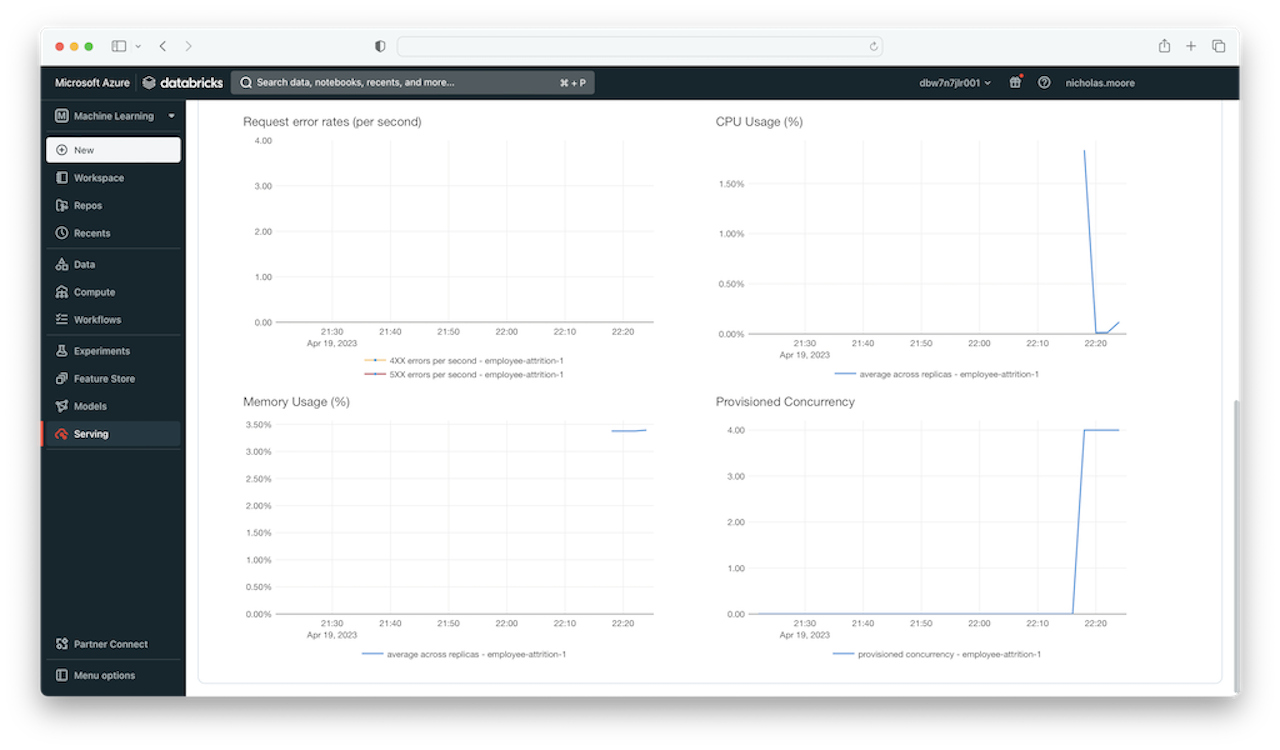 Microsoft Azure databricks Search data, notebooks, recents, and more... ⌘ + P dbw7n7jlr001 nicholas.moore
M Machine Learning
New
Workspace
Repos
Recents
Data
Compute
Workflows
Experiments
Feature Store
Models
Serving
Partner Connect
Menu options
Request error rates (per second)
4.00
3.00
2.00
1.00
0.00
21:30 21:40 21:50 22:00 22:10 22:20
Apr 19, 2023
4XX errors per second - employee-attrition-1
5XX errors per second - employee-attrition-1
CPU Usage (%)
1.50%
1.00%
0.50%
0.00%
21:30 21:40 21:50 22:00 22:10 22:20
Apr 19, 2023
average across replicas - employee-attrition-1
Memory Usage (%)
3.50%
3.00%
2.50%
2.00%
1.50%
1.00%
0.50%
0.00%
21:30 21:40 21:50 22:00 22:10 22:20
Apr 19, 2023
average across replicas - employee-attrition-1
Provisioned Concurrency
4.00
3.00
2.00
1.00
0.00
21:30 21:40 21:50 22:00 22:10 22:20
Apr 19, 2023
provisioned concurrency - employee-attrition-1